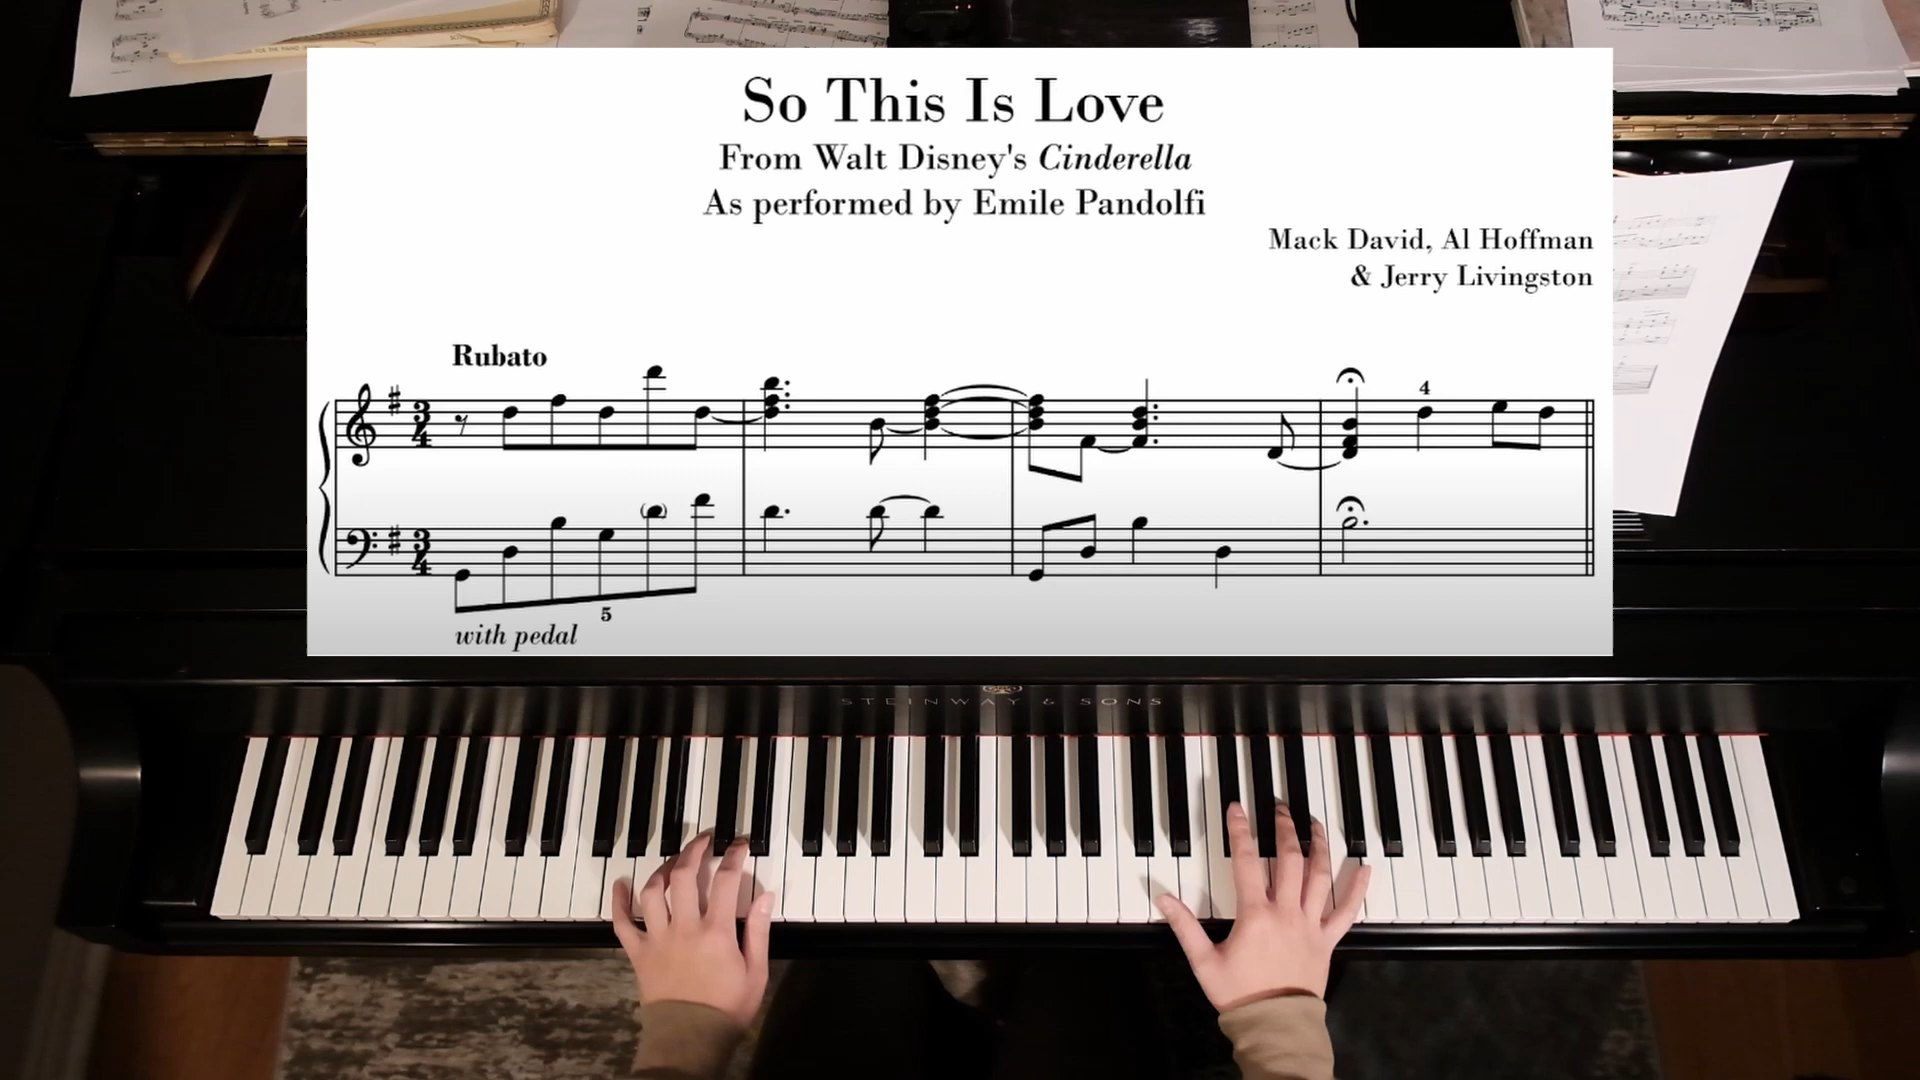 So This Is Love
From Walt Disney's Cinderella
As performed by Emile Pandolfi
Mack David, Al Hoffman
& Jerry Livingston
Rubato
3
4
4
3
4
5
with pedal
STEINWAY & SONS